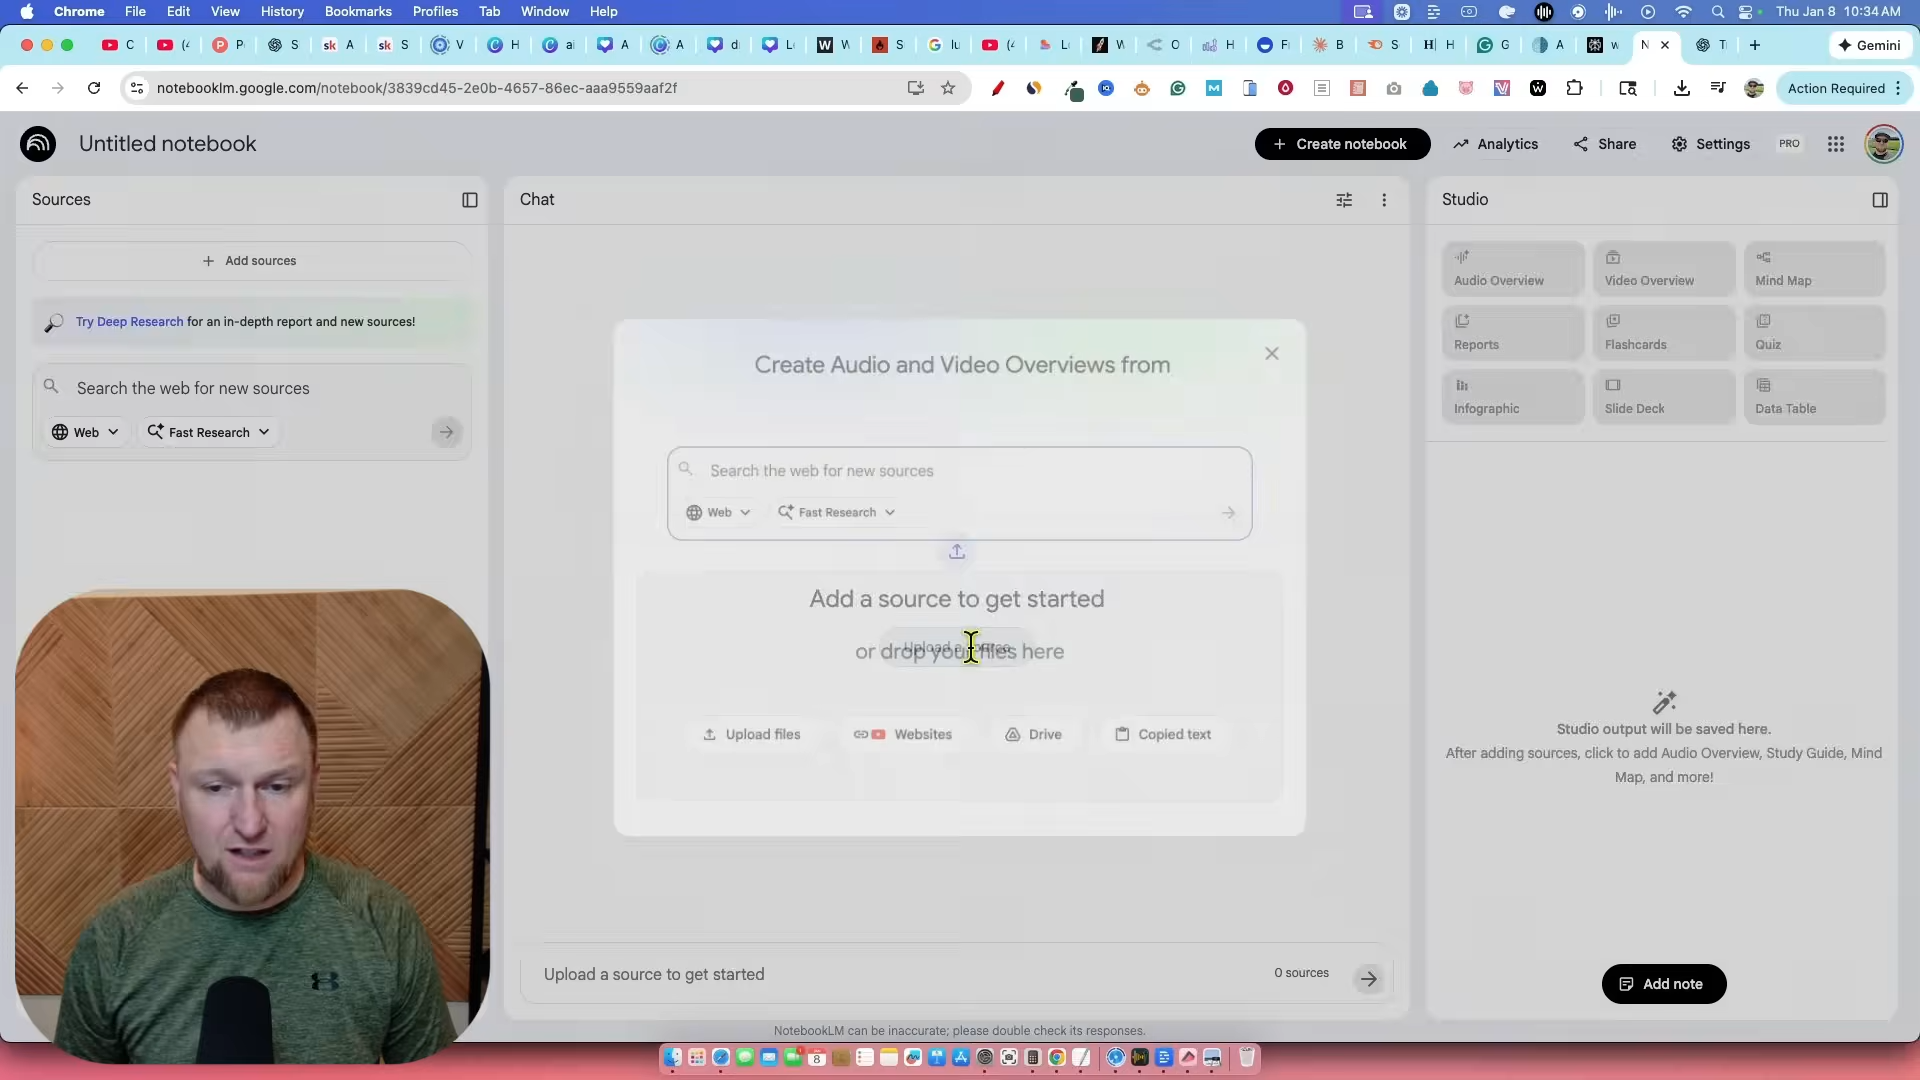 Chrome File Edit View History Bookmarks Profiles Tab Window Help
Thu Jan 8 10:34 AM
Gemini
notebooklm.google.com/notebook/3839cd45-2e0b-4657-86ec-aaa9559aaf2f
Action Required
Untitled notebook
Create notebook
Analytics
Share
Settings
PRO
Sources
Add sources
Try Deep Research for an in-depth report and new sources!
Search the web for new sources
Web
Fast Research
Chat
Create Audio and Video Overviews from
Search the web for new sources
Web
Fast Research
Add a source to get started
or drop your files here
Upload files
Websites
Drive
Copied text
Upload a source to get started
0 sources
NotebookLM can be inaccurate; please double check its responses.
Studio
Audio Overview
Video Overview
Mind Map
Reports
Flashcards
Quiz
Infographic
Slide Deck
Data Table
Studio output will be saved here.
After adding sources, click to add Audio Overview, Study Guide, Mind
Map, and more!
Add note